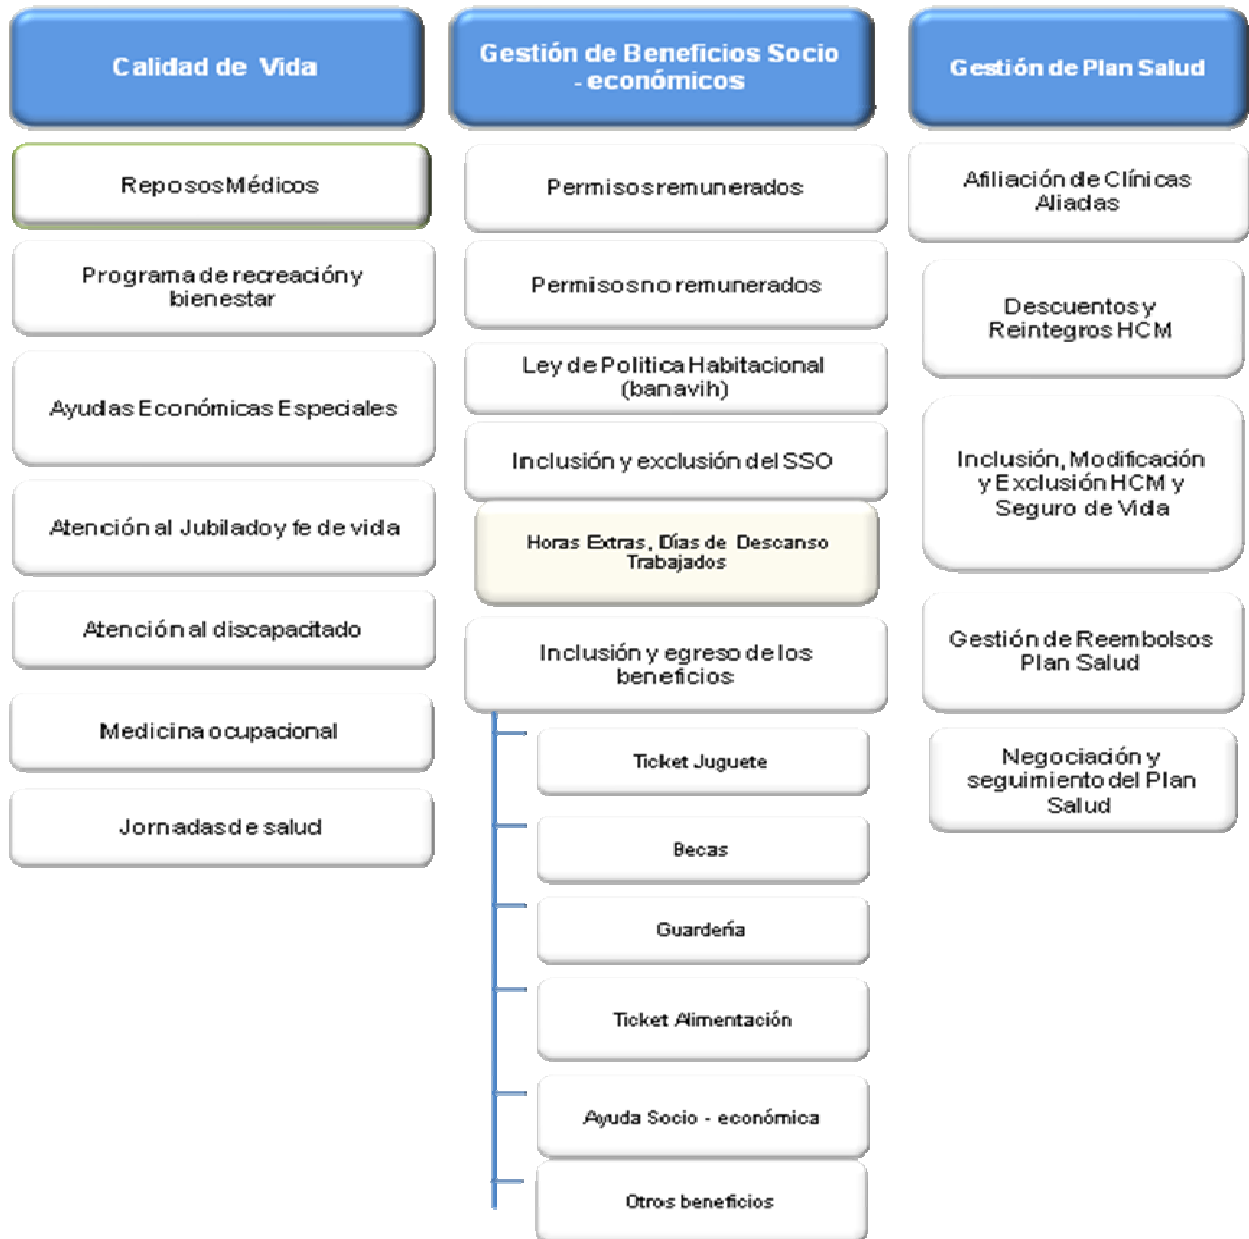 Calidad de Vida
Reposos Médicos
Programa de recreación y
bienestar
Ayudas Económicas Especiales
Atención al Jubilado y fe de vida
Atención al discapacitado
Medicina ocupacional
Jornadas de salud
Gestión de Beneficios Socio
- económicos
Permisos remunerados
Permisos no remunerados
Ley de Politica Habitacional
(banavih)
Inclusión y exclusión del SSO
Horas Extras, Días de Descanso
Trabajados
Inclusión y egreso de los
beneficios
Ticket Juguete
Becas
Guardería
Ticket Alimentación
Ayuda Socio - económica
Otros beneficios
Gestión de Plan Salud
Afiliación de Clínicas
Aliadas
Descuentos y
Reintegros HCM
Inclusión, Modificación
y Exclusión HCM y
Seguro de Vida
Gestión de Reembolsos
Plan Salud
Negociación y
seguimiento del Plan
Salud